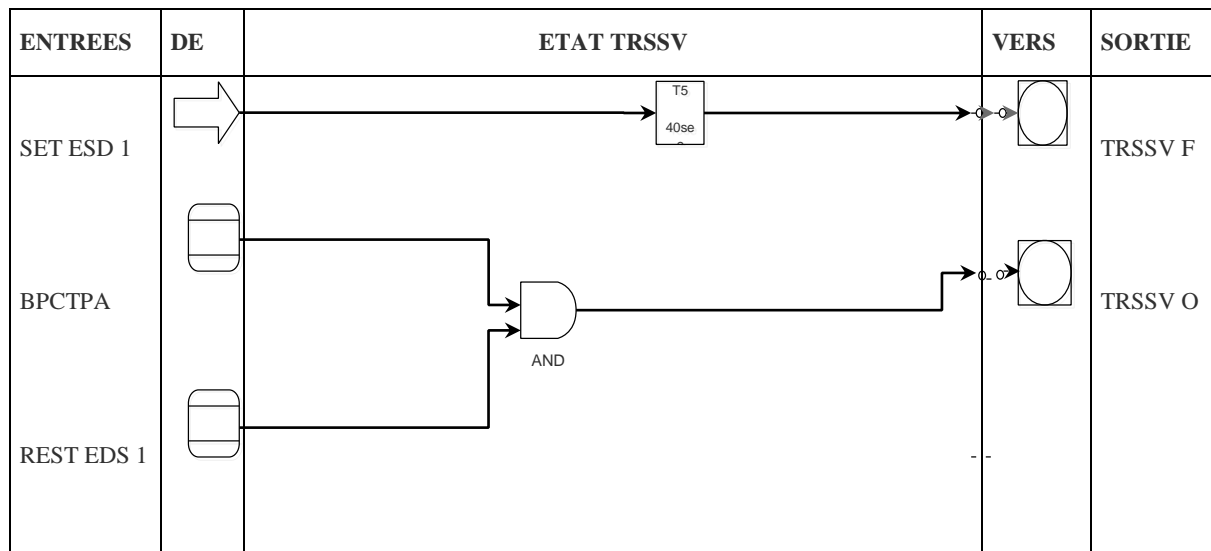 ENTREES DE ETAT TRSSV VERS SORTIE
T5
40se
SET ESD 1 TRSSV F
BPCTPA TRSSV O
AND
REST EDS 1